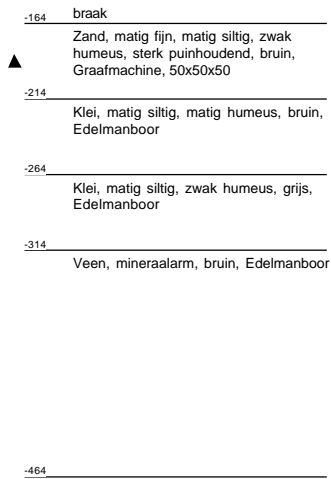 braak
-164
Zand, matig fijn, matig siltig, zwak
humeus, sterk puinhoudend, bruin,
Graafmachine, 50x50x50
-214
Klei, matig siltig, matig humeus, bruin,
Edelmanboor
-264
Klei, matig siltig, zwak humeus, grijs,
Edelmanboor
-314
Veen, mineraalarm, bruin, Edelmanboor
-464